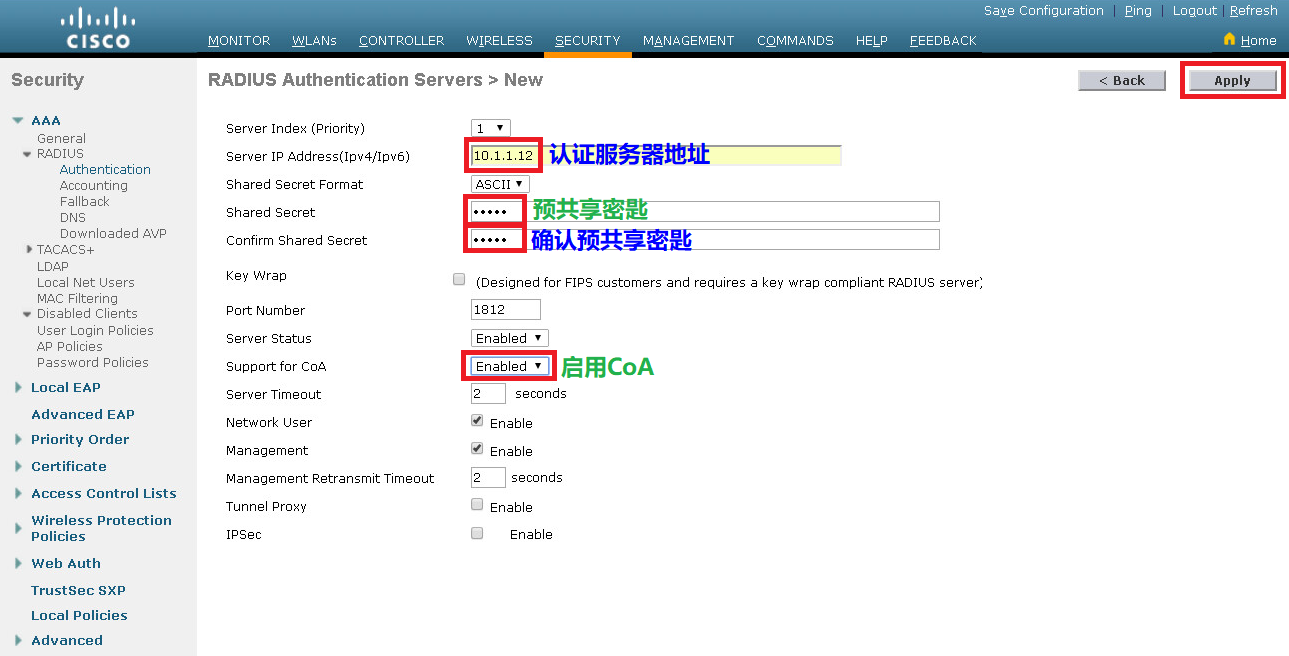 Save Configuration | Ping | Logout | Refresh
CISCO
MONITOR WLANs CONTROLLER WIRELESS SECURITY MANAGEMENT COMMANDS HELP FEEDBACK Home
Security
RADIUS Authentication Servers > New
< Back
Apply
AAA
General
RADIUS
Authentication
Accounting
Fallback
DNS
Downloaded AVP
TACACS+
LDAP
Local Net Users
MAC Filtering
Disabled Clients
User Login Policies
AP Policies
Password Policies
Local EAP
Advanced EAP
Priority Order
Certificate
Access Control Lists
Wireless Protection
Policies
Web Auth
TrustSec SXP
Local Policies
Advanced
Server Index (Priority) 1
Server IP Address(Ipv4/Ipv6) 10.1.1.12 认证服务器地址
Shared Secret Format ASCII
Shared Secret ••••• 预共享密匙
Confirm Shared Secret ••••• 确认预共享密匙
Key Wrap (Designed for FIPS customers and requires a key wrap compliant RADIUS server)
Port Number 1812
Server Status Enabled
Support for CoA Enabled 启用CoA
Server Timeout 2 seconds
Network User Enable
Management Enable
Management Retransmit Timeout 2 seconds
Tunnel Proxy Enable
IPSec Enable